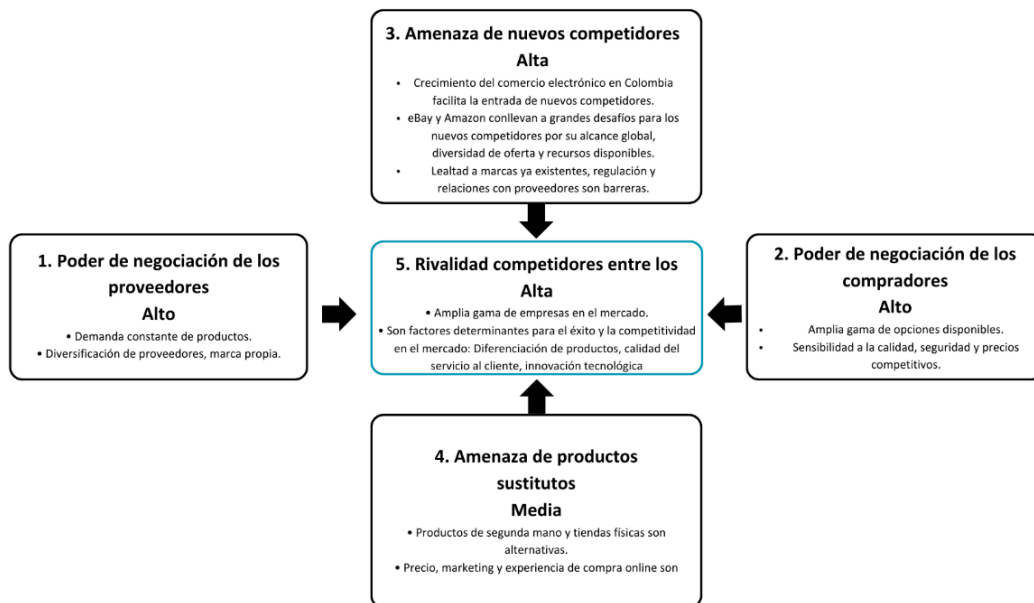 3. Amenaza de nuevos competidores
Alta
• Crecimiento del comercio electrónico en Colombia
facilita la entrada de nuevos competidores.
• eBay y Amazon conllevan a grandes desafíos para los
nuevos competidores por su alcance global,
diversidad de oferta y recursos disponibles.
• Lealtad a marcas ya existentes, regulación y
relaciones con proveedores son barreras.
1. Poder de negociación de los
proveedores
Alto
• Demanda constante de productos.
• Diversificación de proveedores, marca propia.
5. Rivalidad competidores entre los
Alta
• Amplia gama de empresas en el mercado.
• Son factores determinantes para el éxito y la competitividad
en el mercado: Diferenciación de productos, calidad del
servicio al cliente, innovación tecnológica
2. Poder de negociación de los
compradores
Alto
• Amplia gama de opciones disponibles.
• Sensibilidad a la calidad, seguridad y precios
competitivos.
4. Amenaza de productos
sustitutos
Media
• Productos de segunda mano y tiendas físicas son
alternativas.
• Precio, marketing y experiencia de compra online son